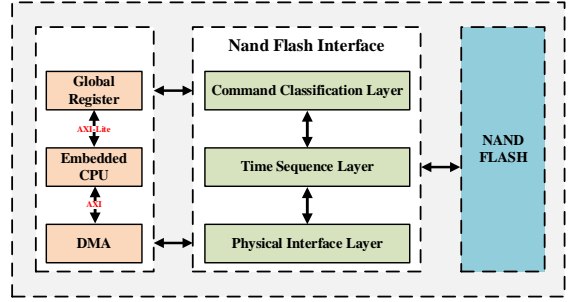 Nand Flash Interface
Global
Register
AXI-Lite
Embedded
CPU
AXI
DMA
Command Classification Layer
Time Sequence Layer
Physical Interface Layer
NAND
FLASH